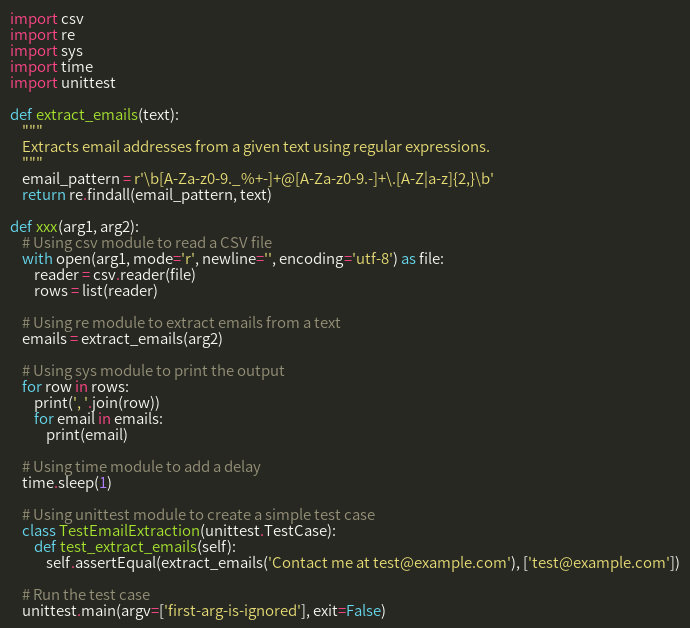 import csv
import re
import sys
import time
import unittest

def extract_emails(text):
    """
    Extracts email addresses from a given text using regular expressions.
    """
    email_pattern = r'\b[A-Za-z0-9._%+-]+@[A-Za-z0-9.-]+\.[A-Z|a-z]{2,}\b'
    return re.findall(email_pattern, text)

def xxx(arg1, arg2):
    # Using csv module to read a CSV file
    with open(arg1, mode='r', newline='', encoding='utf-8') as file:
        reader = csv.reader(file)
        rows = list(reader)

    # Using re module to extract emails from a text
    emails = extract_emails(arg2)

    # Using sys module to print the output
    for row in rows:
        print(', '.join(row))
        for email in emails:
            print(email)

    # Using time module to add a delay
    time.sleep(1)

    # Using unittest module to create a simple test case
    class TestEmailExtraction(unittest.TestCase):
        def test_extract_emails(self):
            self.assertEqual(extract_emails('Contact me at test@example.com'), ['test@example.com'])

    # Run the test case
    unittest.main(argv=['first-arg-is-ignored'], exit=False)